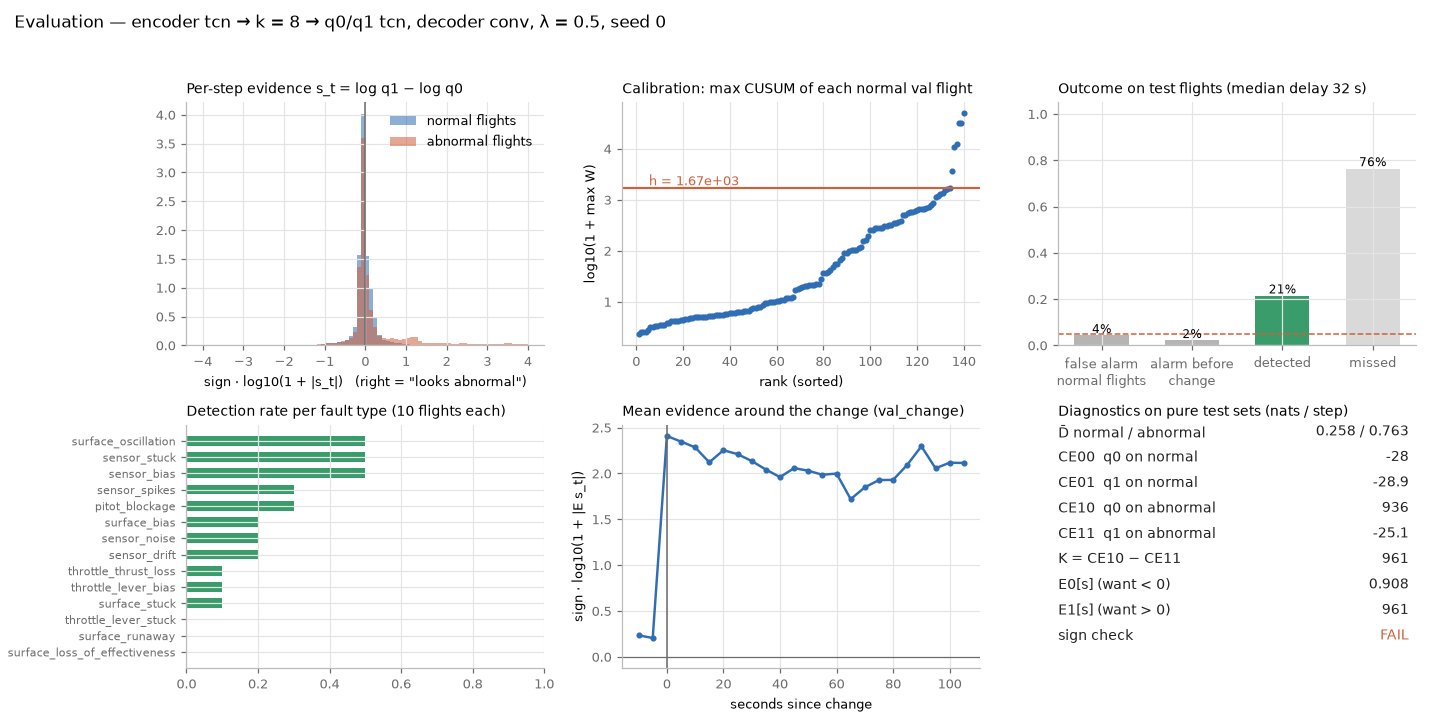 Evaluation — encoder tcn → k = 8 → q0/q1 tcn, decoder conv, λ = 0.5, seed 0
Per-step evidence s_t = log q1 − log q0
normal flights
abnormal flights
4.0
3.5
3.0
2.5
2.0
1.5
1.0
0.5
0.0
−4
−3
−2
−1
0
1
2
3
4
sign · log10(1 + |s_t|)   (right = "looks abnormal")
Calibration: max CUSUM of each normal val flight
h = 1.67e+03
log10(1 + max W)
4
3
2
1
0
20
40
60
80
100
120
140
rank (sorted)
Outcome on test flights (median delay 32 s)
1.0
0.8
0.6
0.4
0.2
0.0
4%
2%
21%
76%
false alarm
normal flights
alarm before
change
detected
missed
Detection rate per fault type (10 flights each)
surface_oscillation
sensor_stuck
sensor_bias
sensor_spikes
pitot_blockage
surface_bias
sensor_noise
sensor_drift
throttle_thrust_loss
throttle_lever_bias
surface_stuck
throttle_lever_stuck
surface_runaway
surface_loss_of_effectiveness
0.0
0.2
0.4
0.6
0.8
1.0
Mean evidence around the change (val_change)
sign · log10(1 + |E s_t|)
2.5
2.0
1.5
1.0
0.5
0.0
0
20
40
60
80
100
seconds since change
Diagnostics on pure test sets (nats / step)
D̄ normal / abnormal 0.258 / 0.763
CE00  q0 on normal -28
CE01  q1 on normal -28.9
CE10  q0 on abnormal 936
CE11  q1 on abnormal -25.1
K = CE10 − CE11 961
E0[s] (want < 0) 0.908
E1[s] (want > 0) 961
sign check FAIL